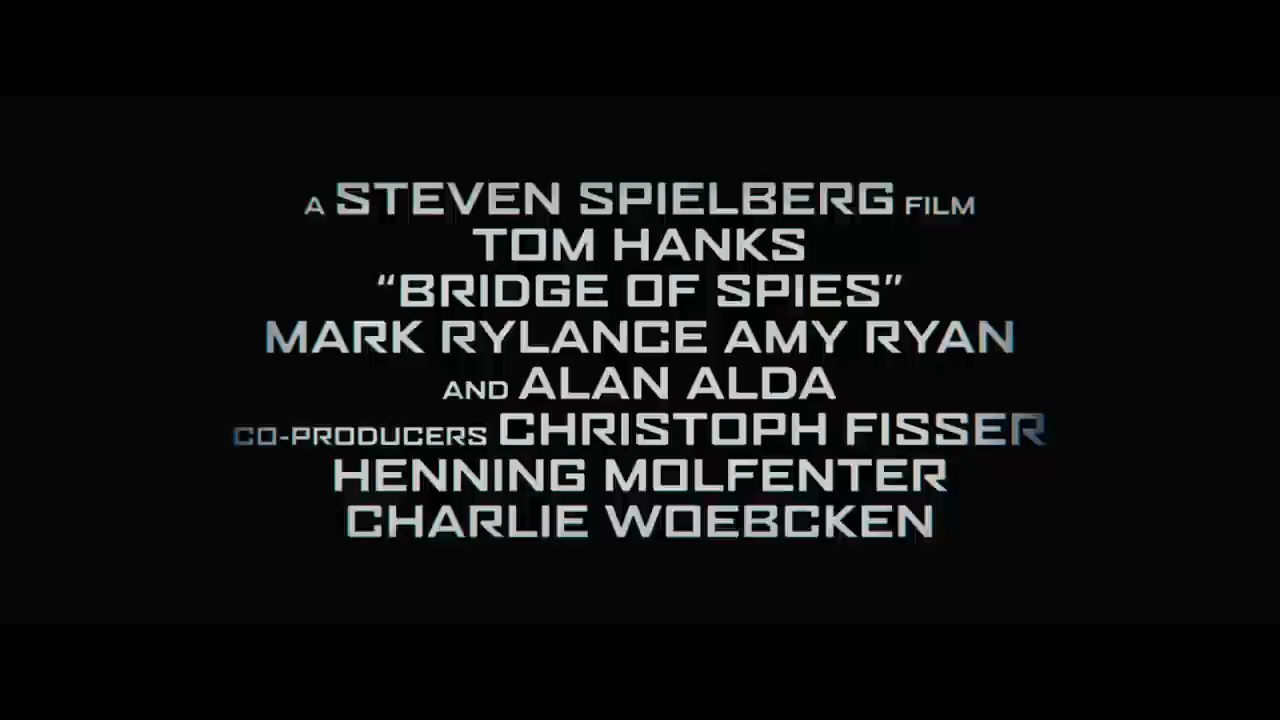 A STEVEN SPIELBERG FILM
TOM HANKS
“BRIDGE OF SPIES”
MARK RYLANCE AMY RYAN
AND ALAN ALDA
CO-PRODUCERS CHRISTOPH FISSER
HENNING MOLFENTER
CHARLIE WOEBCKEN